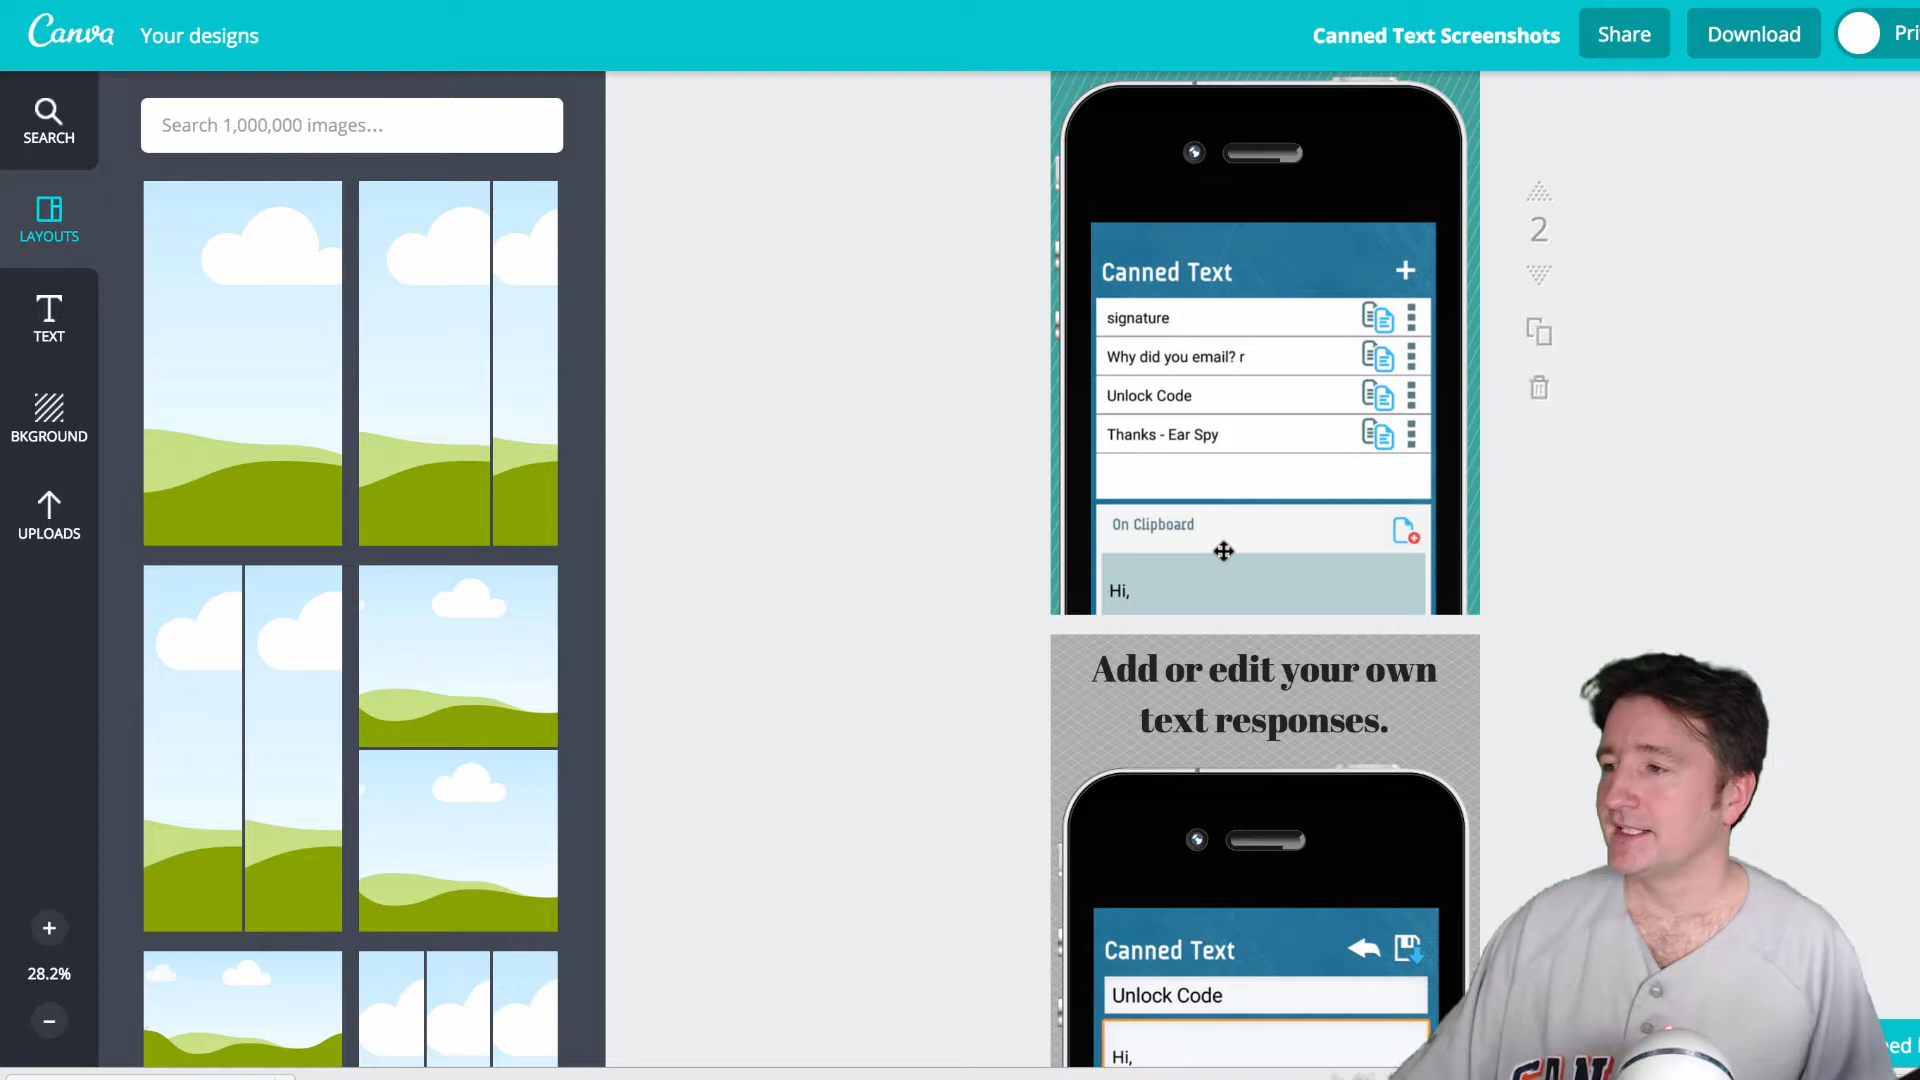 Canva
Your designs
Canned Text Screenshots
Share
Download
Pri
SEARCH
Search 1,000,000 images...
LAYOUTS
TEXT
BKGROUND
UPLOADS
28.2%
2
Canned Text
signature
Why did you email? r
Unlock Code
Thanks - Ear Spy
On Clipboard
Hi,
Add or edit your own
text responses.
Canned Text
Unlock Code
Hi,